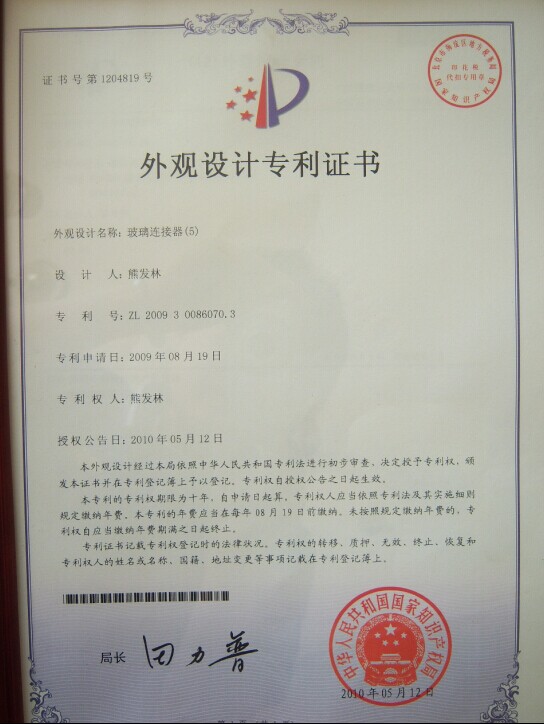 证书号第1204819号
印花税
代扣专用章
国家知识产权局
外观设计专利证书
外观设计名称：玻璃连接器(5)
设计人：熊发林
专利号：ZL 2009 3 0086070.3
专利申请日：2009年08月19日
专利权人：熊发林
授权公告日：2010年05月12日
本外观设计经过本局依照中华人民共和国专利法进行初步审查，决定授予专利权，颁
发本证书并在专利登记簿上予以登记。专利权自授权公告之日起生效。
本专利的专利权期限为十年，自申请日起算。专利权人应当依照专利法及其实施细则
规定缴纳年费。本专利的年费应当在每年08月19日前缴纳。未按照规定缴纳年费的，专利
权自应当缴纳年费期满之日起终止。
专利证书记载专利权登记时的法律状况。专利权的转移、质押、无效、终止、恢复和
专利权人的姓名或名称、国籍、地址变更等事项记载在专利登记簿上。
局长
田力普
中华人民共和国国家知识产权局
2010年05月12日